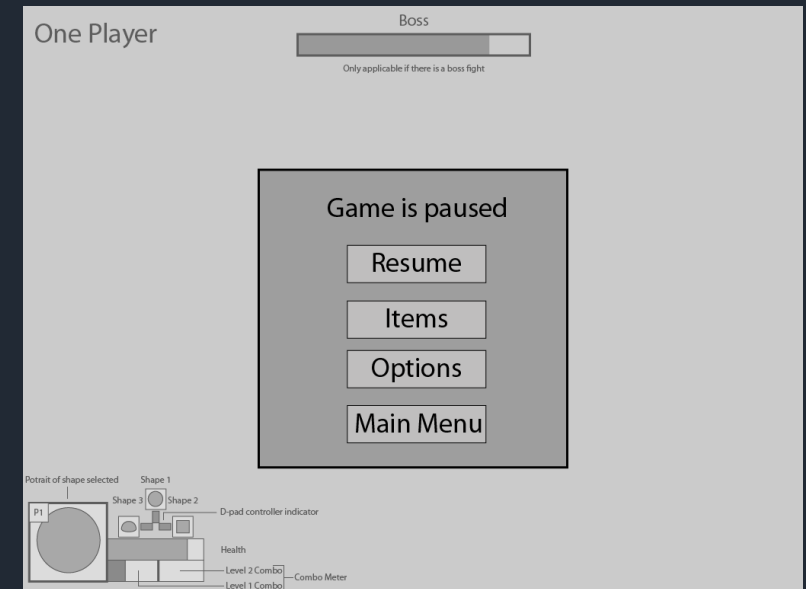 One Player
Boss
Only applicable if there is a boss fight
Game is paused
Resume
Items
Options
Main Menu
Potrait of shape selected
Shape 1
Shape 3
Shape 2
P1
D-pad controller indicator
Health
Level 2 Combo
Combo Meter
Level 1 Combo